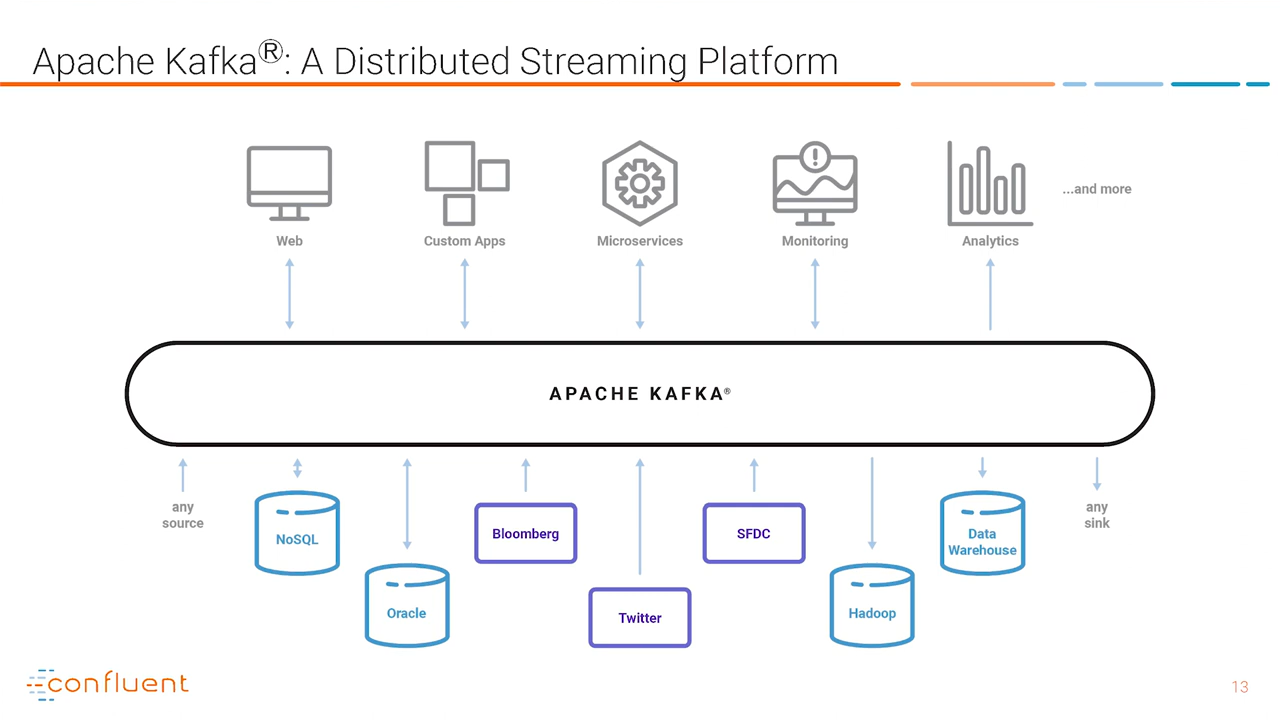 Apache Kafka®: A Distributed Streaming Platform
...and more
Web
Custom Apps
Microservices
Monitoring
Analytics
APACHE KAFKA®
any
source
NoSQL
Oracle
Bloomberg
Twitter
SFDC
Hadoop
Data
Warehouse
any
sink
confluent
13